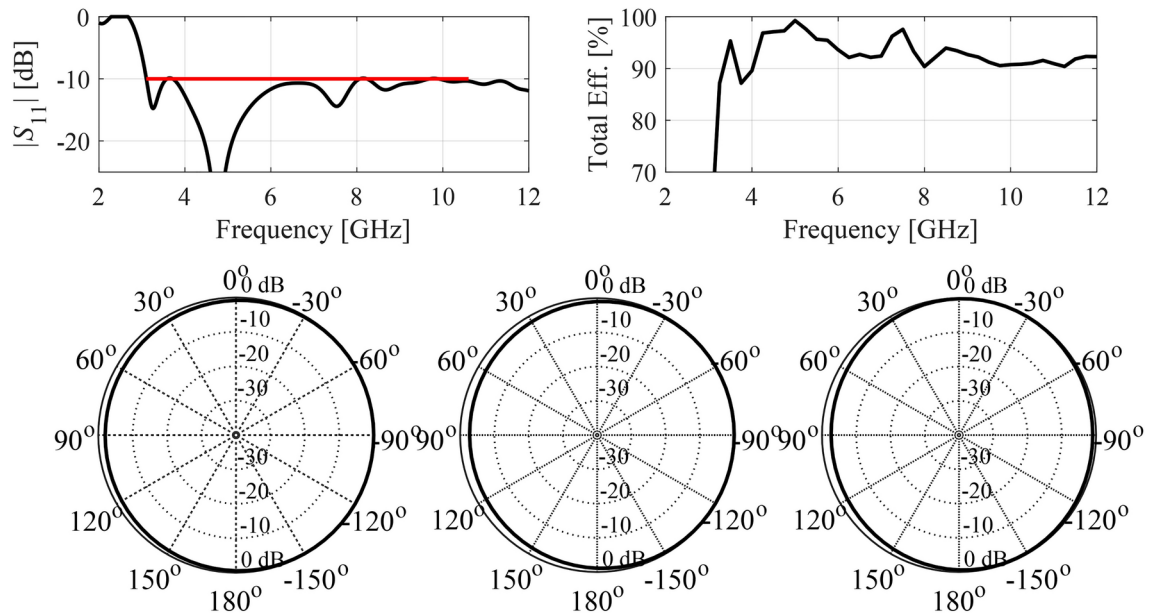 0
-10
-20
|S11| [dB]
2 4 6 8 10 12
Frequency [GHz]
100
90
80
70
Total Eff. [%]
2 4 6 8 10 12
Frequency [GHz]
0o 0 dB
30o -30o
-10
60o -60o
-20
-30
90o -90o
-30
-20
120o -120o
-10
0 dB
150o -150o
180o
0o 0 dB
30o -30o
-10
60o -60o
-20
-30
90o -90o
-30
-20
120o -120o
-10
0 dB
150o -150o
180o
0o 0 dB
30o -30o
-10
60o -60o
-20
-30
90o -90o
-30
-20
120o -120o
-10
0 dB
150o -150o
180o